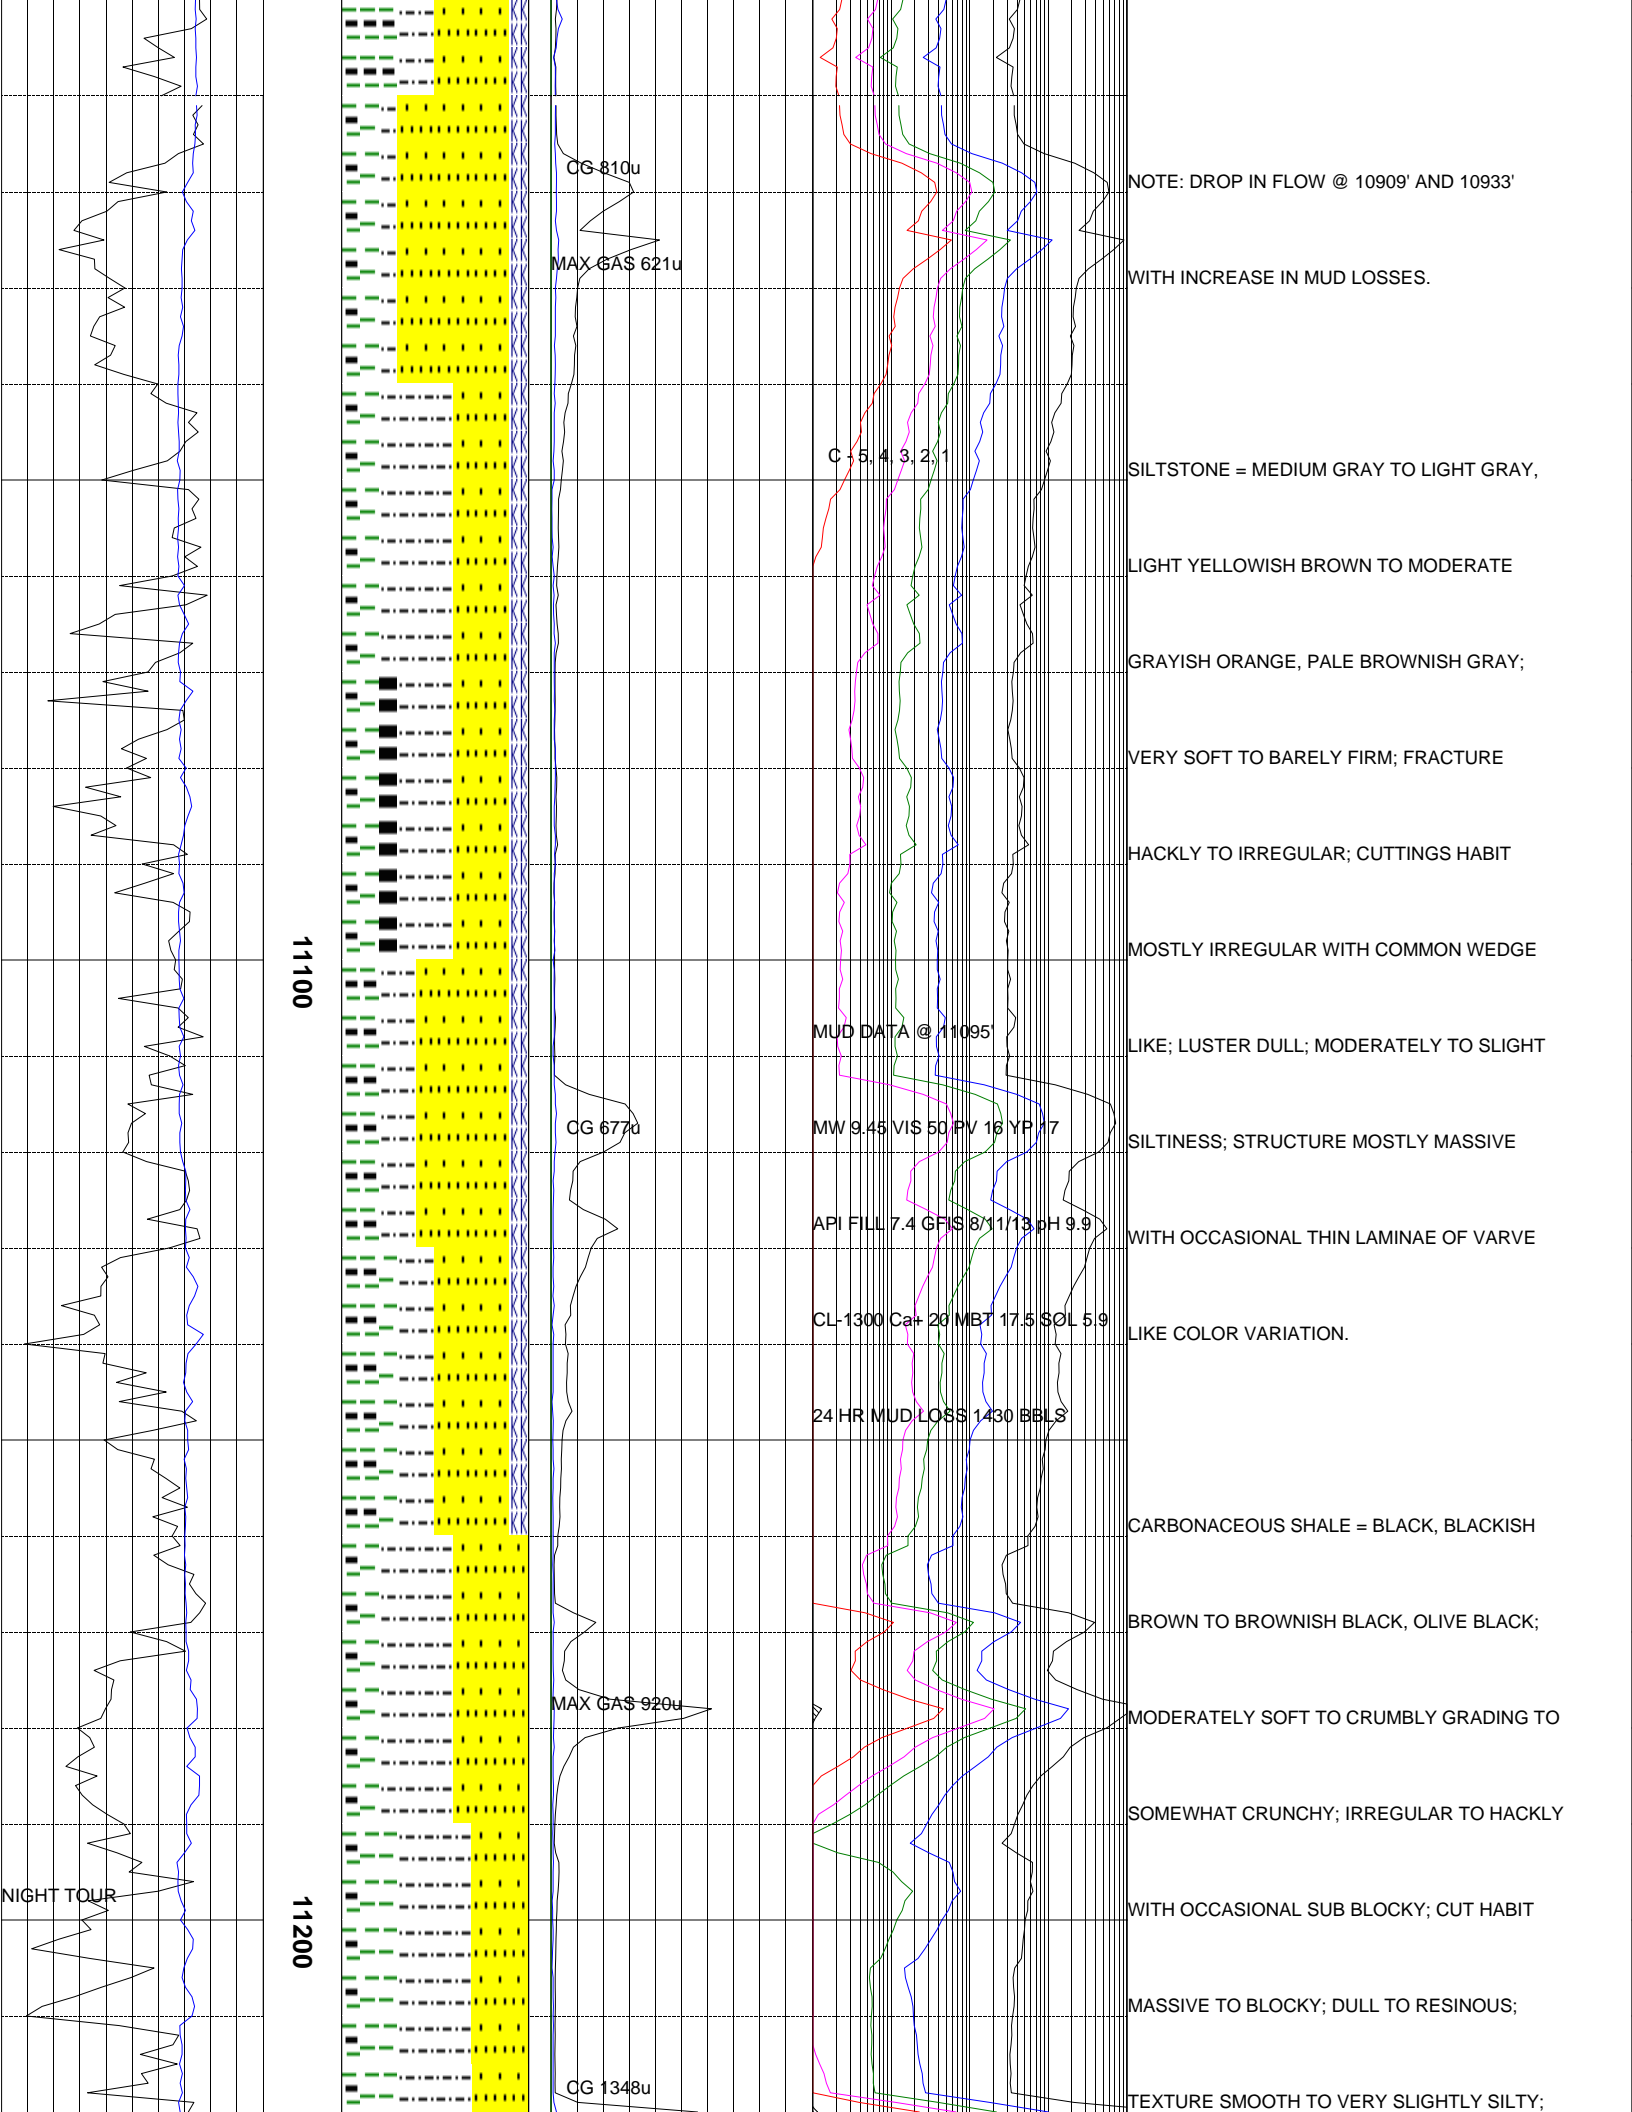 CG 810u
NOTE: DROP IN FLOW @ 10909' AND 10933'
MAX GAS 621u
WITH INCREASE IN MUD LOSSES.
C - 5, 4, 3, 2, 1
SILTSTONE = MEDIUM GRAY TO LIGHT GRAY,
LIGHT YELLOWISH BROWN TO MODERATE
GRAYISH ORANGE, PALE BROWNISH GRAY;
VERY SOFT TO BARELY FIRM; FRACTURE
HACKLY TO IRREGULAR; CUTTINGS HABIT
MOSTLY IRREGULAR WITH COMMON WEDGE
11100
MUD DATA @ 11095'
LIKE; LUSTER DULL; MODERATELY TO SLIGHT
CG 677u
MW 9.45 VIS 50 PV 16 YP 17
SILTINESS; STRUCTURE MOSTLY MASSIVE
API FILL 7.4 GFIS 8/11/13 pH 9.9
WITH OCCASIONAL THIN LAMINAE OF VARVE
CL-1300 Ca+ 20 MBT 17.5 SOL 5.9
LIKE COLOR VARIATION.
24 HR MUD LOSS 1430 BBLS
CARBONACEOUS SHALE = BLACK, BLACKISH
BROWN TO BROWNISH BLACK, OLIVE BLACK;
MAX GAS 920u
MODERATELY SOFT TO CRUMBLY GRADING TO
SOMEWHAT CRUNCHY; IRREGULAR TO HACKLY
NIGHT TOUR
11200
WITH OCCASIONAL SUB BLOCKY; CUT HABIT
MASSIVE TO BLOCKY; DULL TO RESINOUS;
CG 1348u
TEXTURE SMOOTH TO VERY SLIGHTLY SILTY;